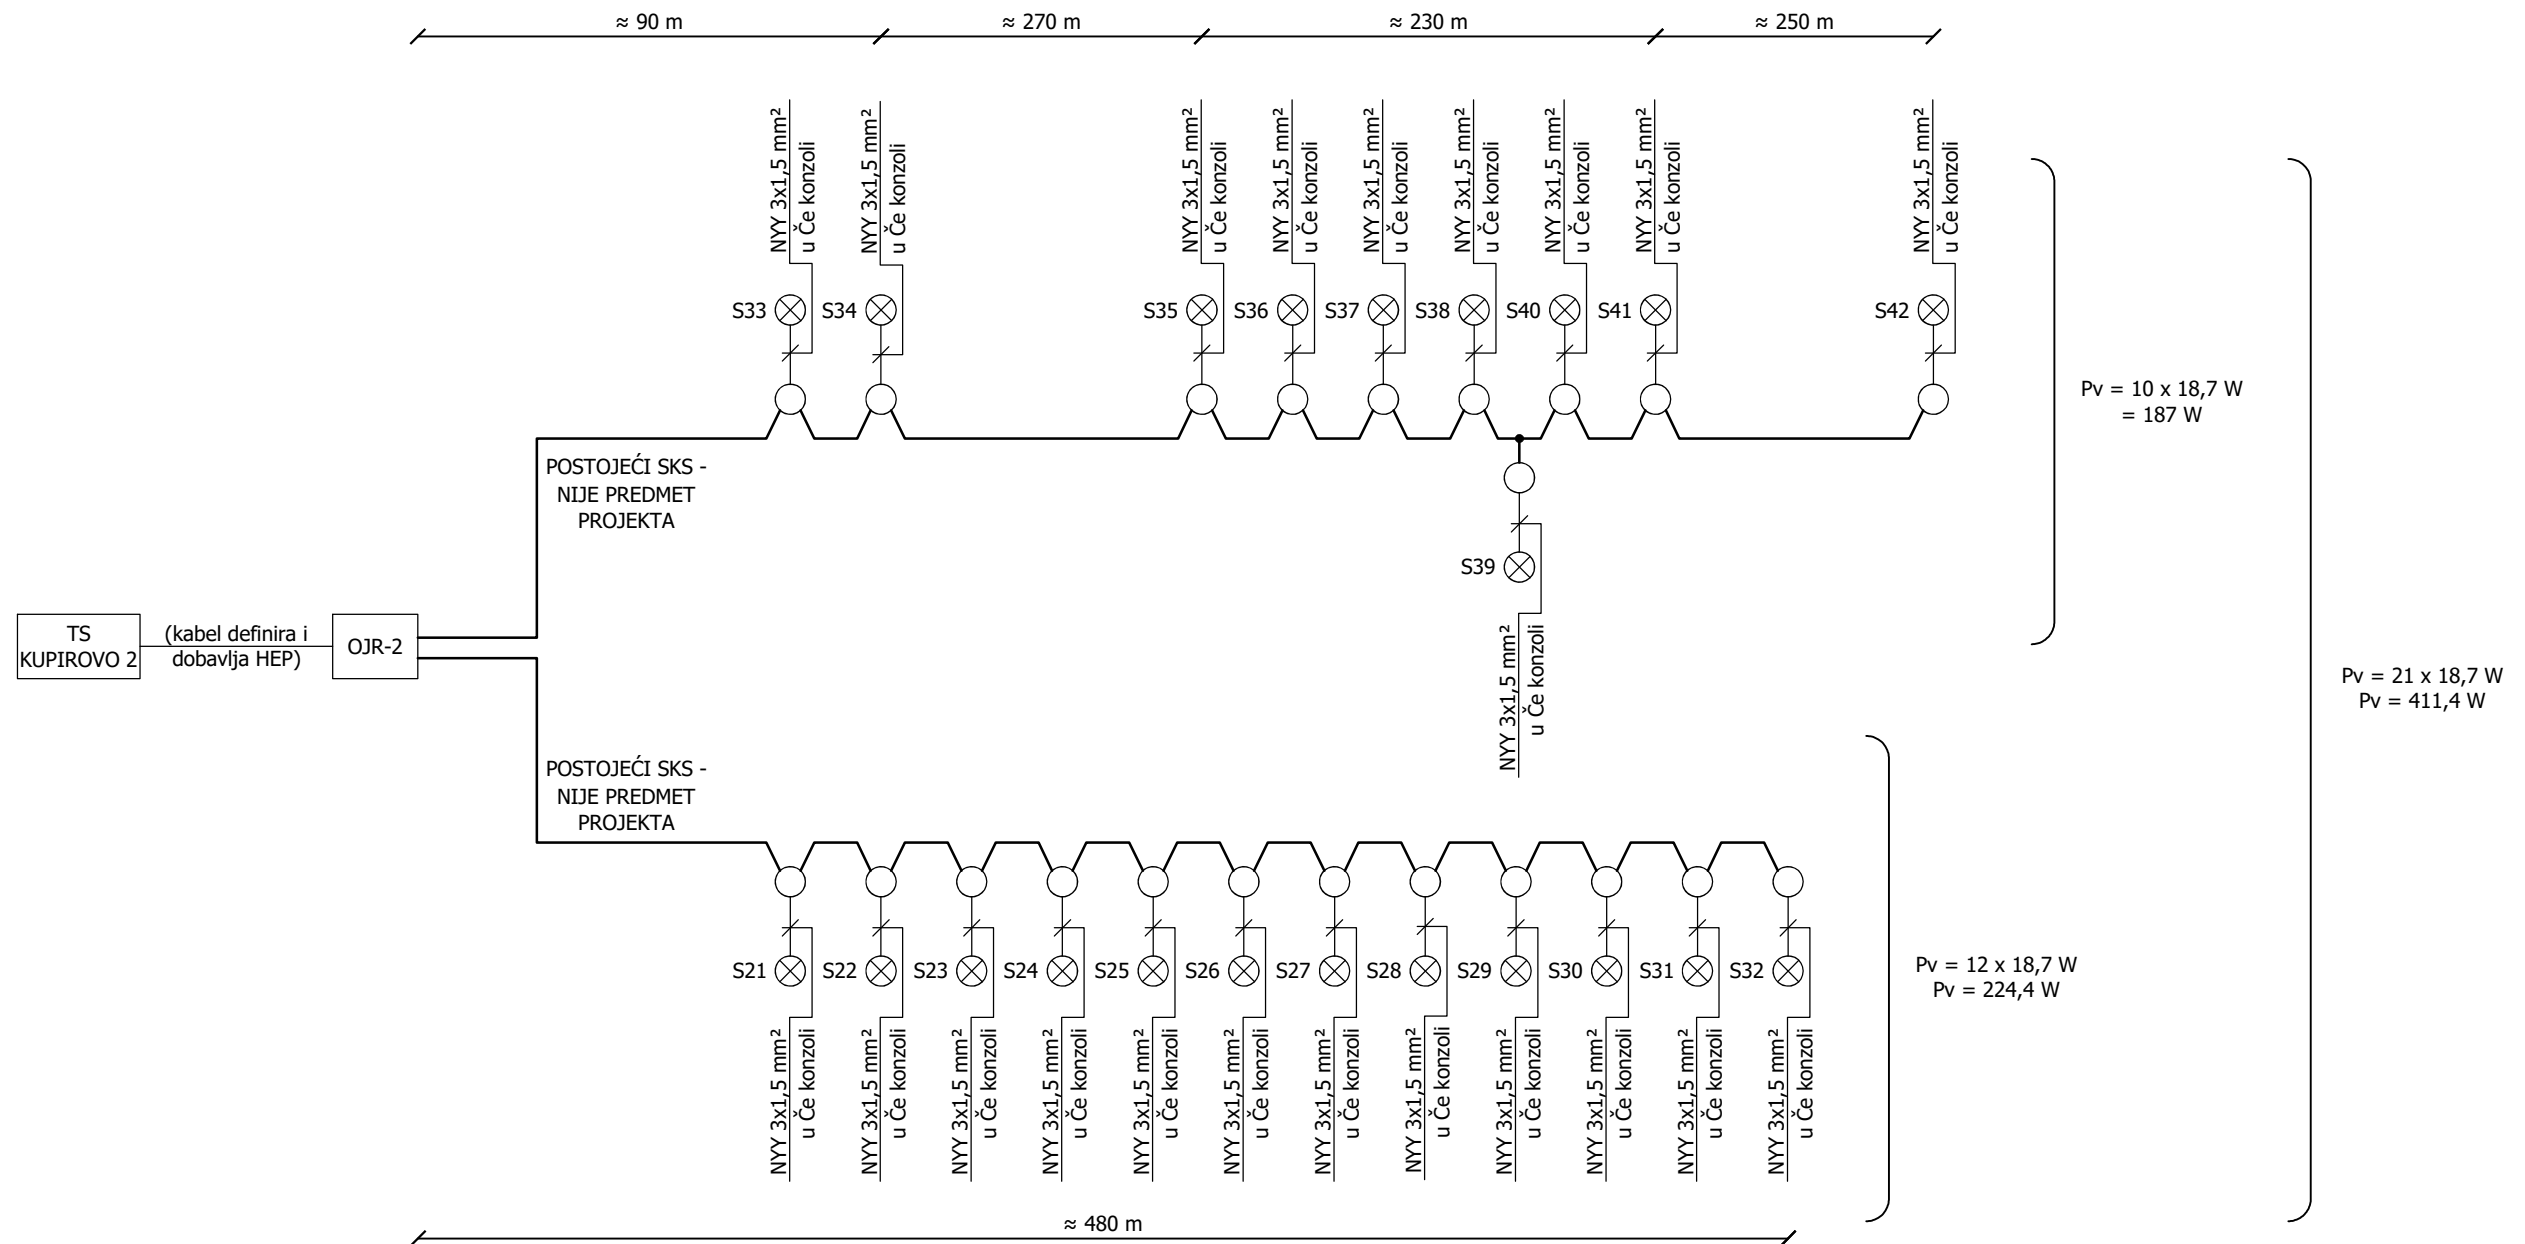 ≈ 90 m
≈ 270 m
≈ 230 m
≈ 250 m
NYY 3x1,5 mm²
u Če konzoli
NYY 3x1,5 mm²
u Če konzoli
NYY 3x1,5 mm²
u Če konzoli
NYY 3x1,5 mm²
u Če konzoli
NYY 3x1,5 mm²
u Če konzoli
NYY 3x1,5 mm²
u Če konzoli
NYY 3x1,5 mm²
u Če konzoli
NYY 3x1,5 mm²
u Če konzoli
NYY 3x1,5 mm²
u Če konzoli
S33
S34
S35
S36
S37
S38
S40
S41
S42
Pv = 10 x 18,7 W
= 187 W
POSTOJEĆI SKS -
NIJE PREDMET
PROJEKTA
S39
NYY 3x1,5 mm²
u Če konzoli
TS
KUPIROVO 2
(kabel definira i
dobavlja HEP)
OJR-2
Pv = 21 x 18,7 W
Pv = 411,4 W
POSTOJEĆI SKS -
NIJE PREDMET
PROJEKTA
S21
S22
S23
S24
S25
S26
S27
S28
S29
S30
S31
S32
Pv = 12 x 18,7 W
Pv = 224,4 W
NYY 3x1,5 mm²
u Če konzoli
NYY 3x1,5 mm²
u Če konzoli
NYY 3x1,5 mm²
u Če konzoli
NYY 3x1,5 mm²
u Če konzoli
NYY 3x1,5 mm²
u Če konzoli
NYY 3x1,5 mm²
u Če konzoli
NYY 3x1,5 mm²
u Če konzoli
NYY 3x1,5 mm²
u Če konzoli
NYY 3x1,5 mm²
u Če konzoli
NYY 3x1,5 mm²
u Če konzoli
NYY 3x1,5 mm²
u Če konzoli
NYY 3x1,5 mm²
u Če konzoli
≈ 480 m